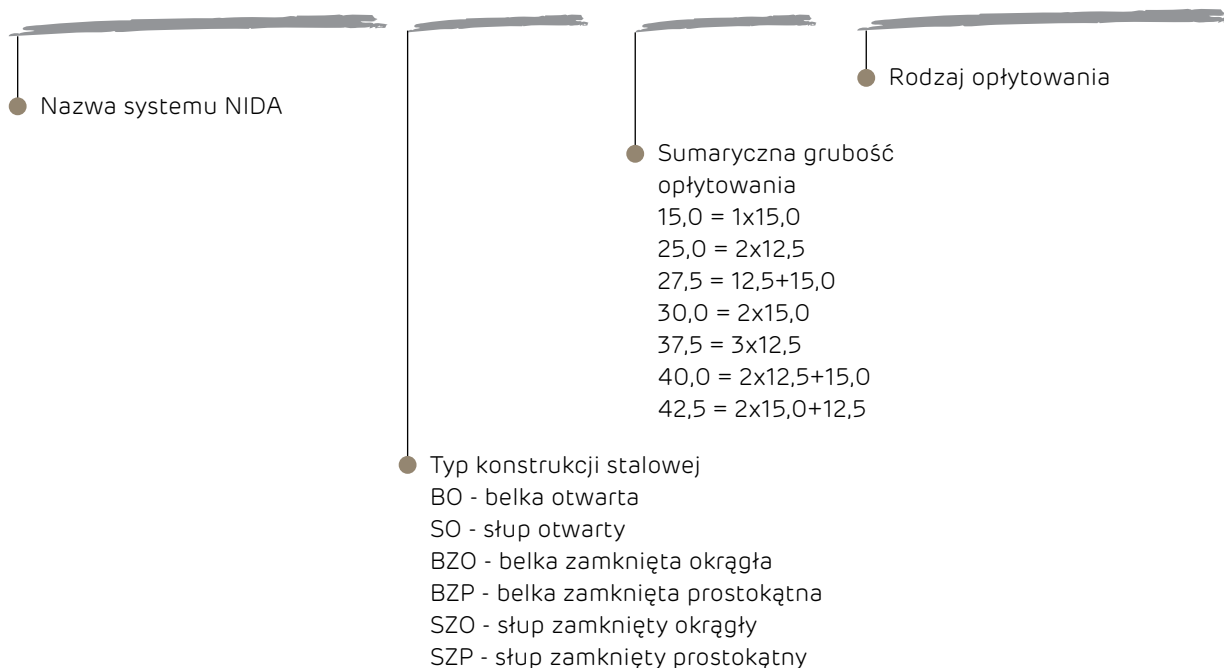 Nazwa systemu NIDA
Rodzaj opłytowania
Sumaryczna grubość
opłytowania
15,0 = 1x15,0
25,0 = 2x12,5
27,5 = 12,5+15,0
30,0 = 2x15,0
37,5 = 3x12,5
40,0 = 2x12,5+15,0
42,5 = 2x15,0+12,5
Typ konstrukcji stalowej
BO - belka otwarta
SO - słup otwarty
BZO - belka zamknięta okrągła
BZP - belka zamknięta prostokątna
SZO - słup zamknięty okrągły
SZP - słup zamknięty prostokątny